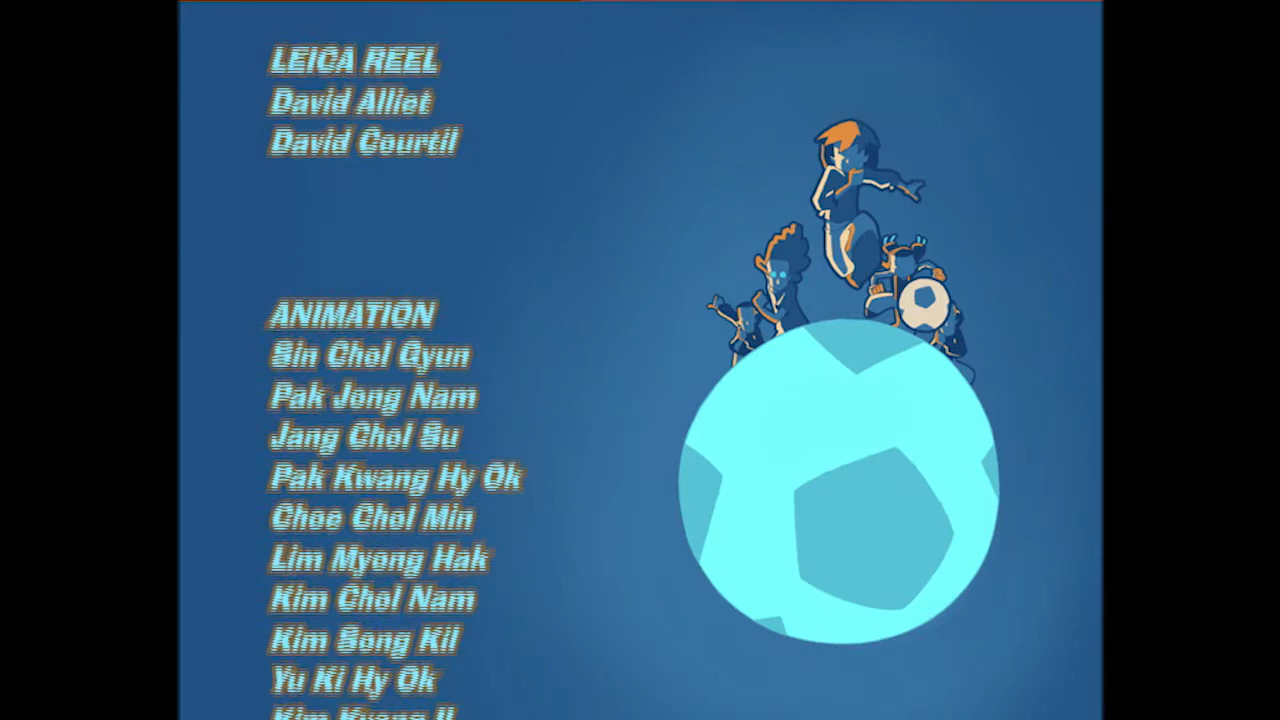 LEICA REEL
David Alliet
David Courtil
ANIMATION
Sin Chol Gyun
Pak Jong Nam
Jang Chol Su
Pak Kwang Hy Ok
Choe Chol Min
Lim Myong Hak
Kim Chol Nam
Kim Song Kil
Yu Ki Hy Ok
Kim